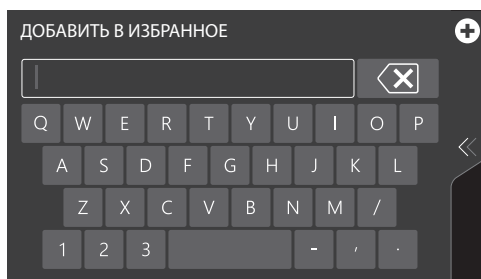 ДОБАВИТЬ В ИЗБРАННОЕ
Q W E R T Y U I O P
A S D F G H J K L
Z X C V B N M /
1 2 3 - , .